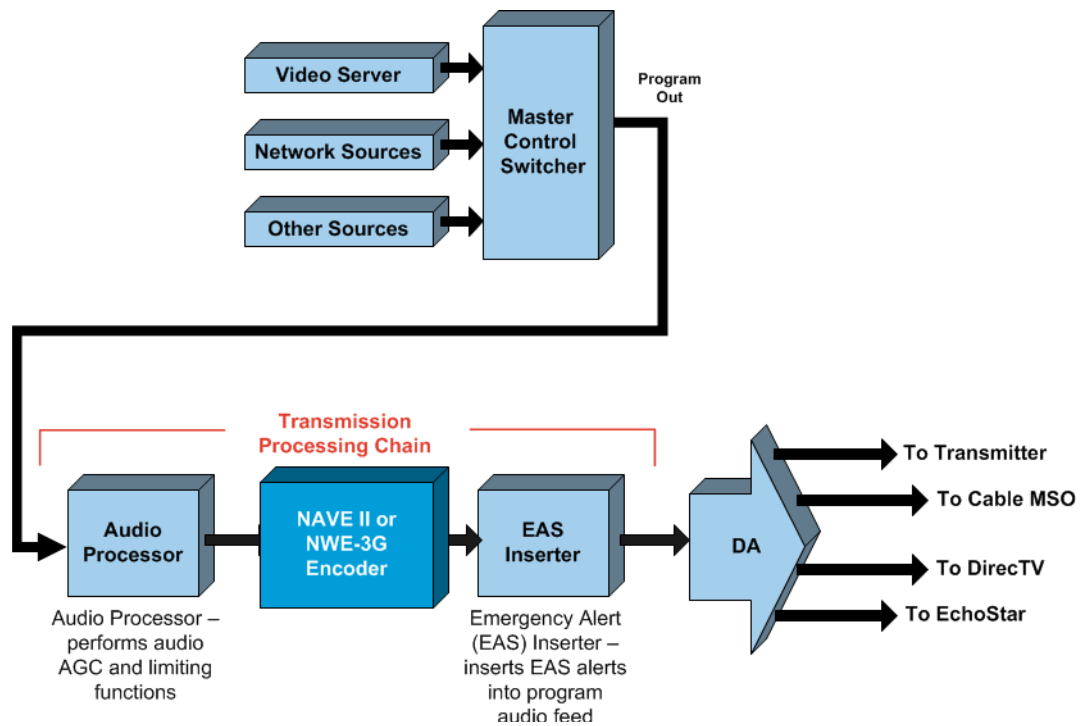 Video Server
Network Sources
Other Sources
Master
Control
Switcher
Program
Out
Transmission
Processing Chain
Audio
Processor
NAVE II or
NWE-3G
Encoder
EAS
Inserter
DA
To Transmitter
To Cable MSO
To DirecTV
To EchoStar
Audio Processor –
performs audio
AGC and limiting
functions
Emergency Alert
(EAS) Inserter –
inserts EAS alerts
into program
audio feed